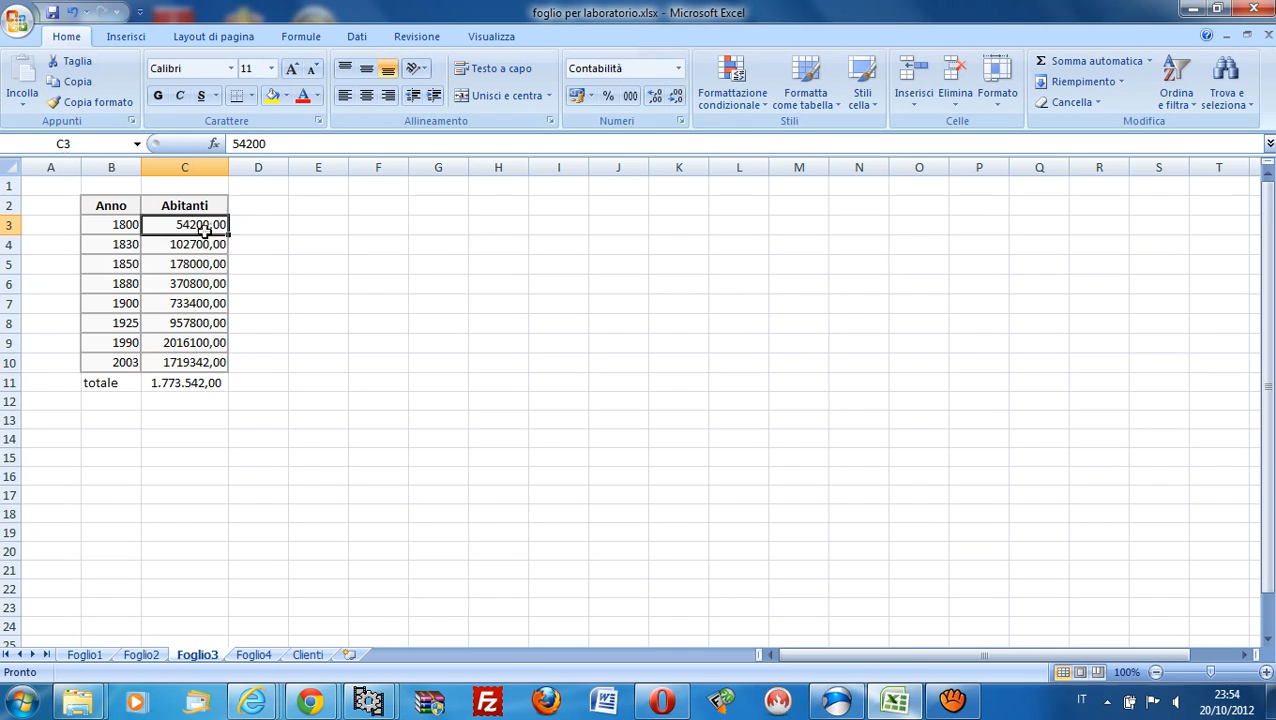 foglio per laboratorio.xlsx - Microsoft Excel
Home Inserisci Layout di pagina Formule Dati Revisione Visualizza
Incolla
Taglia
Copia
Copia formato
Appunti
Calibri 11
G C S
Carattere
Testo a capo
Unisci e centra
Allineamento
Contabilità
% 000
Numeri
Formattazione condizionale
Formatta come tabella
Stili cella
Stili
Inserisci Elimina Formato
Celle
Σ Somma automatica
Riempimento
Cancella
Ordina e filtra
Trova e seleziona
Modifica
C3 fx 54200
A B C D E F G H I J K L M N O P Q R S T
1
2 Anno Abitanti
3 1800 54200,00
4 1830 102700,00
5 1850 178000,00
6 1880 370800,00
7 1900 733400,00
8 1925 957800,00
9 1990 2016100,00
10 2003 1719342,00
11 totale 1.773.542,00
12
13
14
15
16
17
18
19
20
21
22
23
24
25
Foglio1 Foglio2 Foglio3 Foglio4 Clienti
Pronto 100%
IT 23:54
20/10/2012